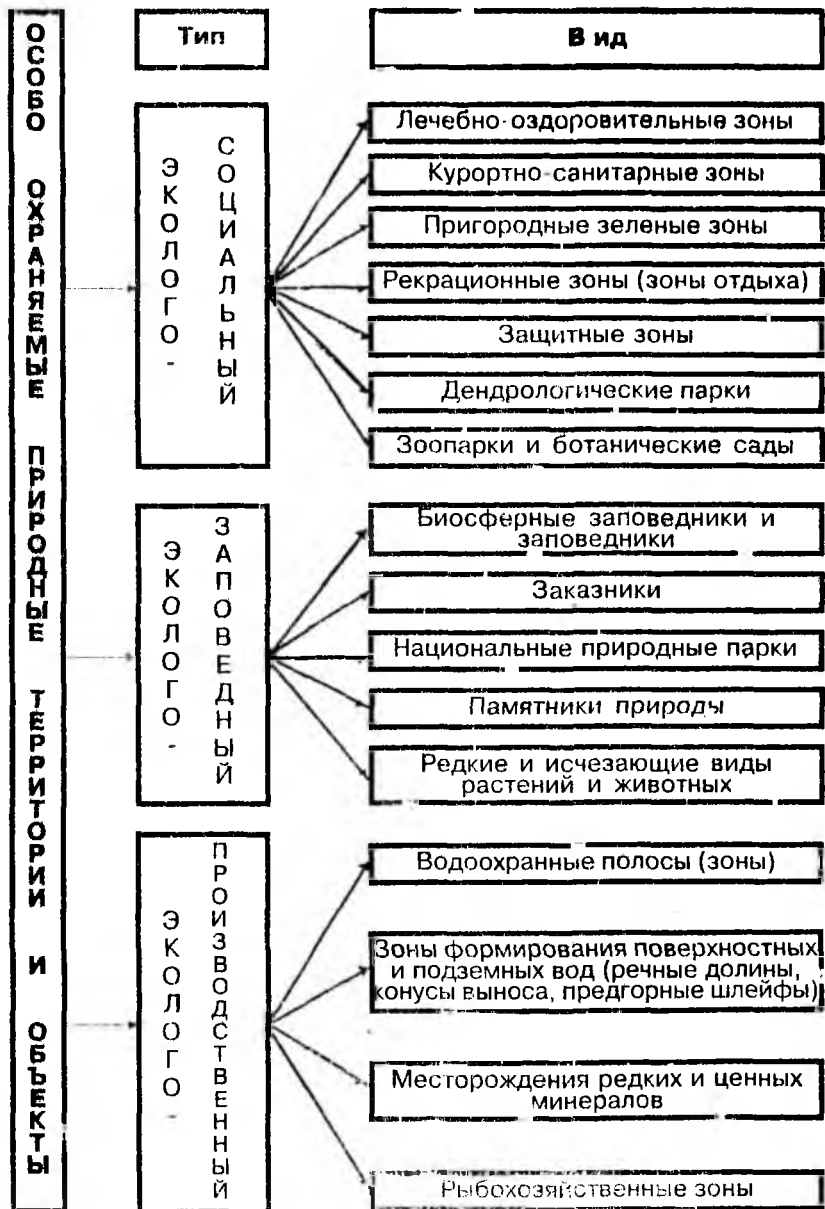 ОСОБО ОХРАНЯЕМЫЕ ПРИРОДНЫЕ ТЕРРИТОРИИ И ОБЪЕКТЫ
Тип
Вид
ЭКОЛОГО-
СОЦИАЛЬНЫЙ
Лечебно-оздоровительные зоны
Курортно-санитарные зоны
Пригородные зеленые зоны
Рекрационные зоны (зоны отдыха)
Защитные зоны
Дендрологические парки
Зоопарки и ботанические сады
ЭКОЛОГО-
ЗАПОВЕДНЫЙ
Биосферные заповедники и
заповедники
Заказники
Национальные природные парки
Памятники природы
Редкие и исчезающие виды
растений и животных
ЭКОЛОГО-
ПРОИЗВОДСТВЕННЫЙ
Водоохранные полосы (зоны)
Зоны формирования поверхностных
и подземных вод (речные долины,
конусы выноса, предгорные шлейфы)
Месторождения редких и ценных
минералов
Рыбохозяйственные зоны